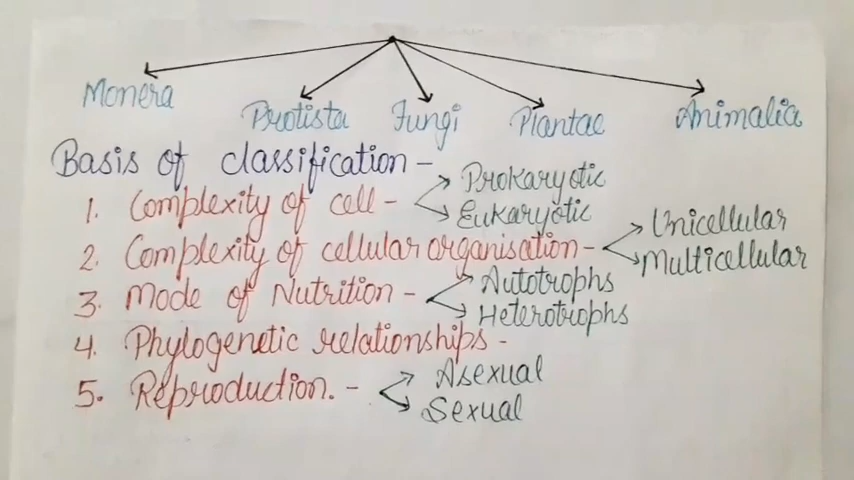 Monera Protista Fungi Plantae Animalia
Basis of classification -
1. Complexity of cell - Prokaryotic
Eukaryotic
2. Complexity of cellular organisation - Unicellular
Multicellular
3. Mode of Nutrition - Autotrophs
Heterotrophs
4. Phylogenetic relationships -
5. Reproduction. - Asexual
Sexual